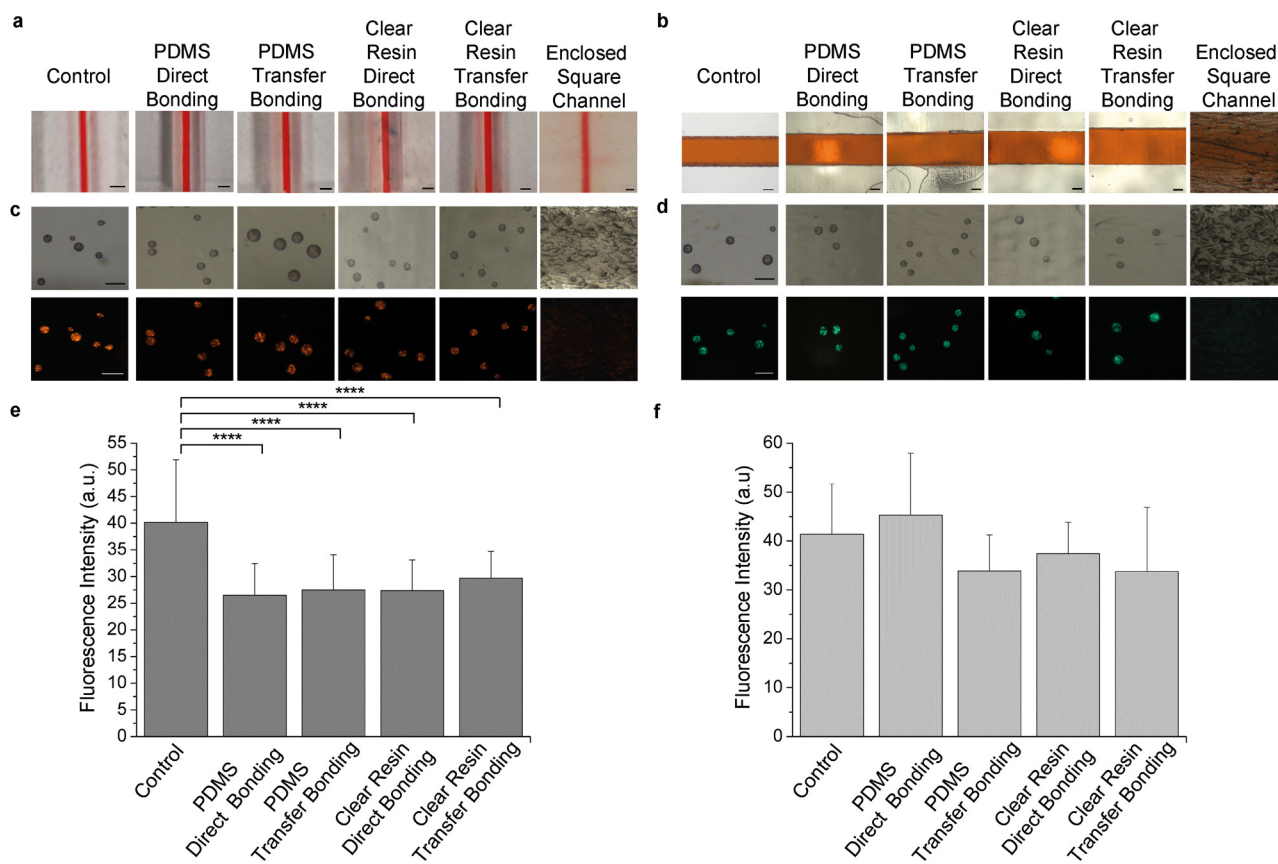 a
Control
PDMS
Direct
Bonding
PDMS
Transfer
Bonding
Clear
Resin
Direct
Bonding
Clear
Resin
Transfer
Bonding
Enclosed
Square
Channel
b
Control
PDMS
Direct
Bonding
PDMS
Transfer
Bonding
Clear
Resin
Direct
Bonding
Clear
Resin
Transfer
Bonding
Enclosed
Square
Channel
c
d
e
****
****
****
****
Fluorescence Intensity (a.u.)
55
50
45
40
35
30
25
20
15
10
5
0
Control
PDMS
Direct Bonding
PDMS
Transfer Bonding
Clear Resin
Direct Bonding
Clear Resin
Transfer Bonding
f
Fluorescence Intensity (a.u)
60
50
40
30
20
10
0
Control
PDMS
Direct Bonding
PDMS
Transfer Bonding
Clear Resin
Direct Bonding
Clear Resin
Transfer Bonding